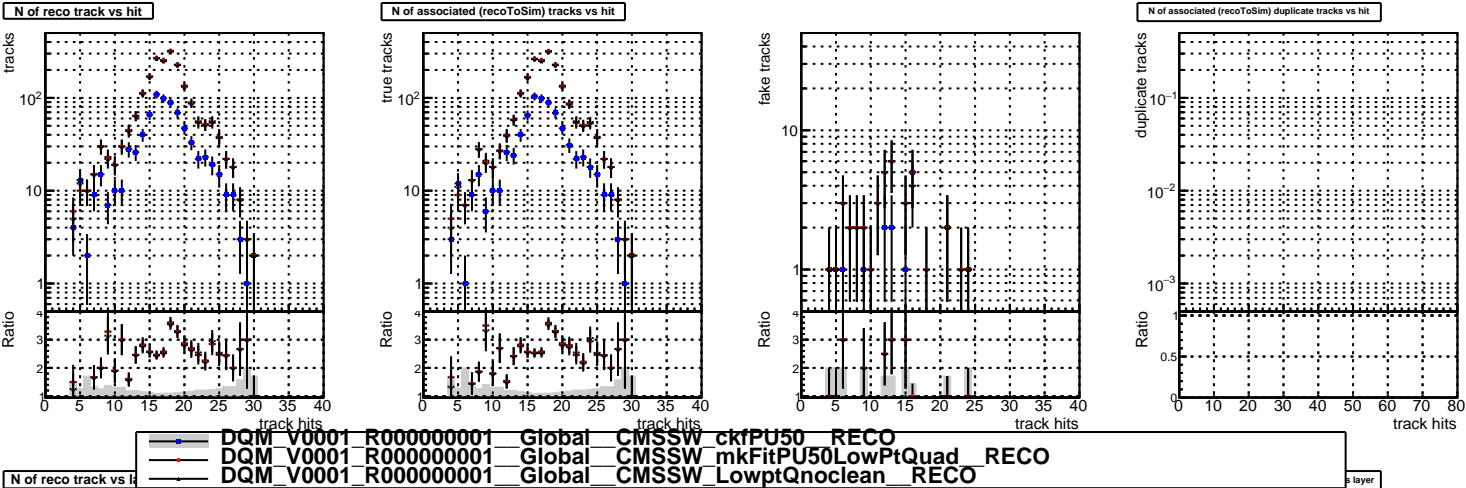 N of reco track vs hit
N of associated (recoToSim) tracks vs hit
N of associated (recoToSim) duplicate tracks vs hit
tracks
10²
10
1
Ratio
4
3
2
1
0 5 10 15 20 25 30 35 40
track hits
true tracks
10²
10
1
Ratio
4
3
2
1
0 5 10 15 20 25 30 35 40
track hits
fake tracks
10
1
Ratio
4
3
2
1
0 5 10 15 20 25 30 35 40
track hits
duplicate tracks
10⁻¹
10⁻²
10⁻³
Ratio
1
0.5
0
0 10 20 30 40 50 60 70 80
track hits
DQM_V0001_R000000001__Global__CMSSW_ckfPU50__RECO
DQM_V0001_R000000001__Global__CMSSW_mkFitPU50LowPtQuad__RECO
DQM_V0001_R000000001__Global__CMSSW_LowptQnoclean__RECO
N of reco track vs la
s layer